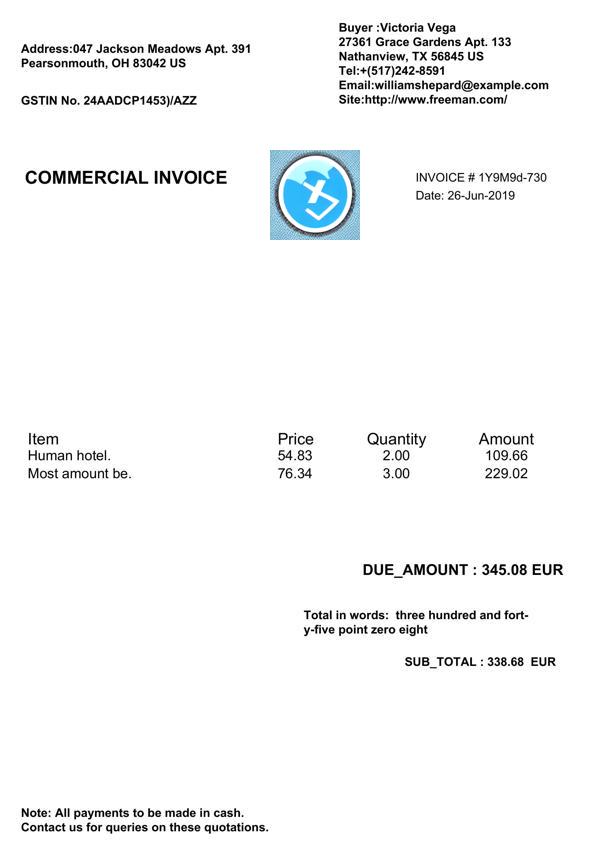 Address:047 Jackson Meadows Apt. 391
Pearsonmouth, OH 83042 US
GSTIN No. 24AADCP1453)/AZZ
Buyer :Victoria Vega
27361 Grace Gardens Apt. 133
Nathanview, TX 56845 US
Tel:+(517)242-8591
Email:williamshepard@example.com
Site:http://www.freeman.com/
COMMERCIAL INVOICE
INVOICE # 1Y9M9d-730
Date: 26-Jun-2019
Item Price Quantity Amount
Human hotel. 54.83 2.00 109.66
Most amount be. 76.34 3.00 229.02
DUE_AMOUNT : 345.08 EUR
Total in words: three hundred and fort-
y-five point zero eight
SUB_TOTAL : 338.68 EUR
Note: All payments to be made in cash.
Contact us for queries on these quotations.